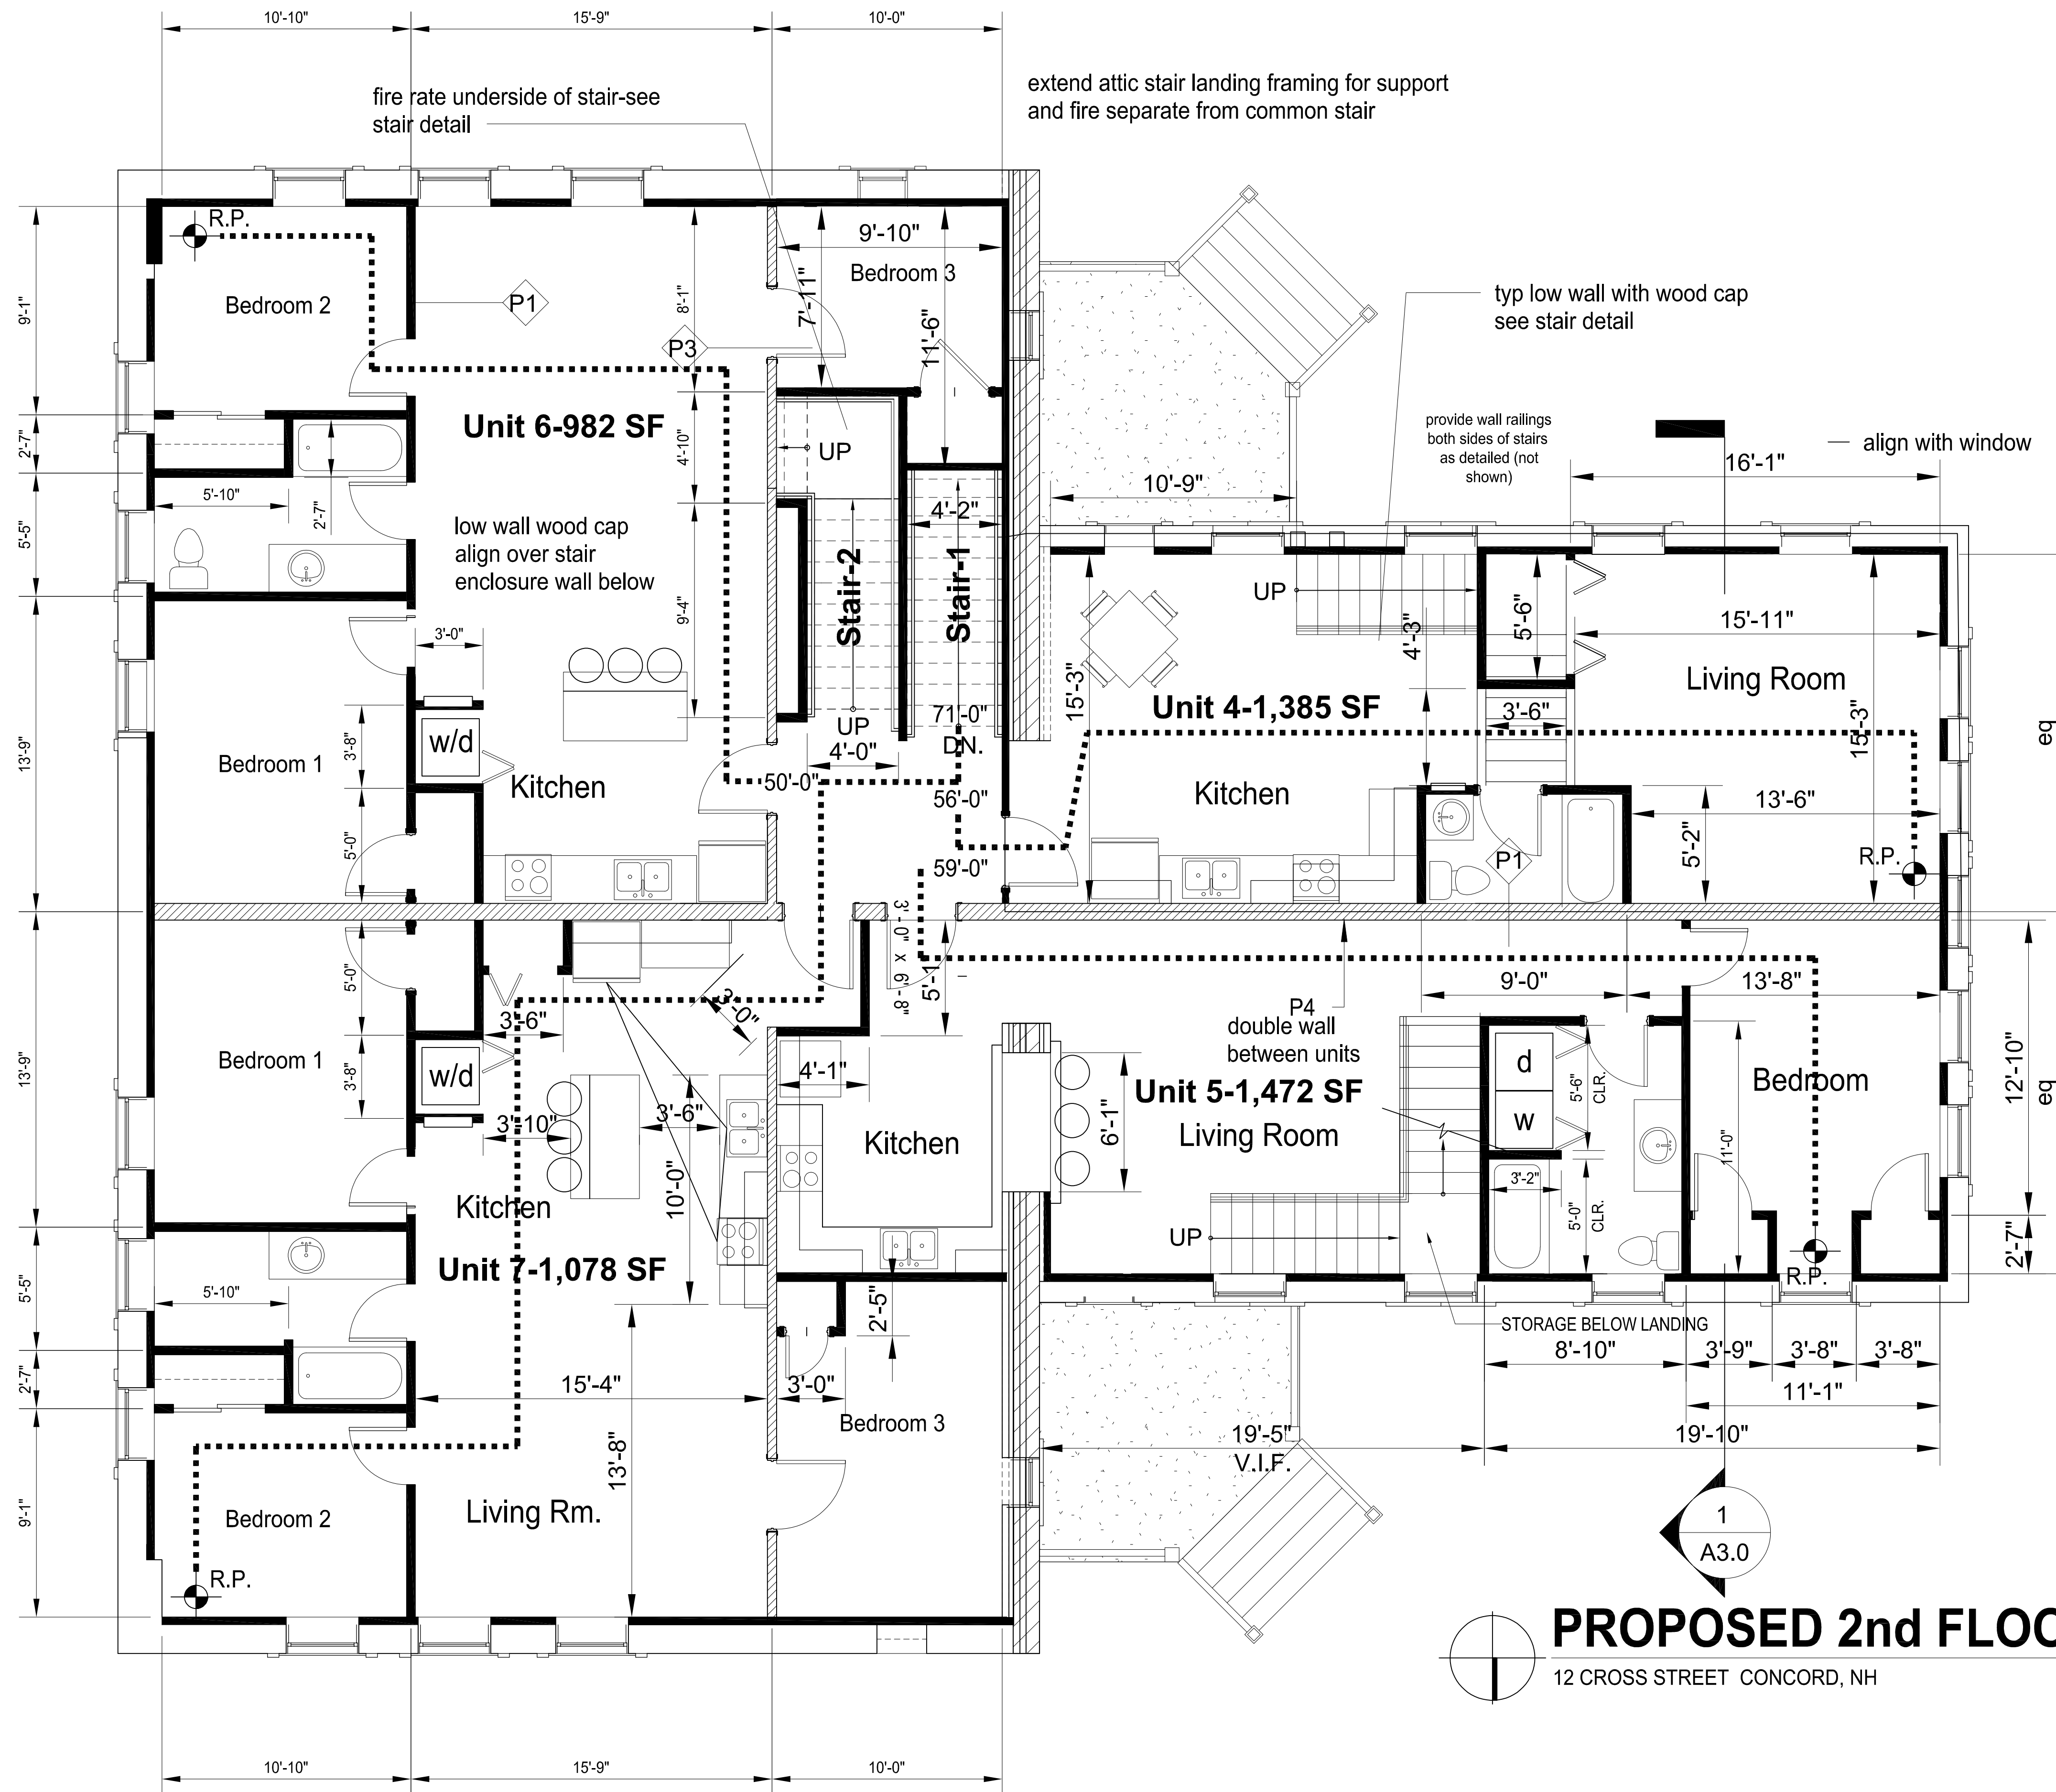 10'-10"
15'-9"
10'-0"
fire rate underside of stair-see
stair detail
extend attic stair landing framing for support
and fire separate from common stair
R.P.
9'-10"
Bedroom 3
Bedroom 2
P1
8'-1"
7'-11"
11'-6"
P3
9'-1"
typ low wall with wood cap
see stair detail
Unit 6-982 SF
4'-10"
UP
2'-7"
provide wall railings
both sides of stairs
as detailed (not
shown)
align with window
16'-1"
10'-9"
5'-10"
2'-7"
4'-2"
5'-5"
low wall wood cap
align over stair
enclosure wall below
9'-4"
Stair-2
Stair-1
UP
5'-6"
15'-11"
3'-0"
4'-3"
15'-3"
Living Room
Unit 4-1,385 SF
3'-6"
15'-3"
eq
71'-0"
UP
DN.
4'-0"
w/d
3'-8"
13'-9"
Bedroom 1
Kitchen
50'-0"
56'-0"
Kitchen
13'-6"
5'-0"
5'-2"
P1
R.P.
59'-0"
3'-0" x 6'-8"
5'-0"
5'-1
3'-0"
9'-0"
13'-8"
3'-6"
P4
double wall
between units
13'-9"
Bedroom 1
w/d
3'-8"
4'-1"
d
5'-6"
CLR.
Bedroom
12'-10"
eq
Unit 5-1,472 SF
w
3'-10"
3'-6"
Kitchen
6'-1"
Living Room
11'-0"
10'-0"
Kitchen
3'-2"
5'-0"
CLR.
UP
2'-7"
Unit 7-1,078 SF
R.P.
5'-5"
5'-10"
2'-5"
STORAGE BELOW LANDING
8'-10"
3'-9"
3'-8"
3'-8"
2'-7"
15'-4"
3'-0"
11'-1"
Bedroom 3
19'-5"
V.I.F.
19'-10"
13'-8"
9'-1"
Bedroom 2
Living Rm.
1
A3.0
R.P.
PROPOSED 2nd FLOO
12 CROSS STREET CONCORD, NH
10'-10"
15'-9"
10'-0"